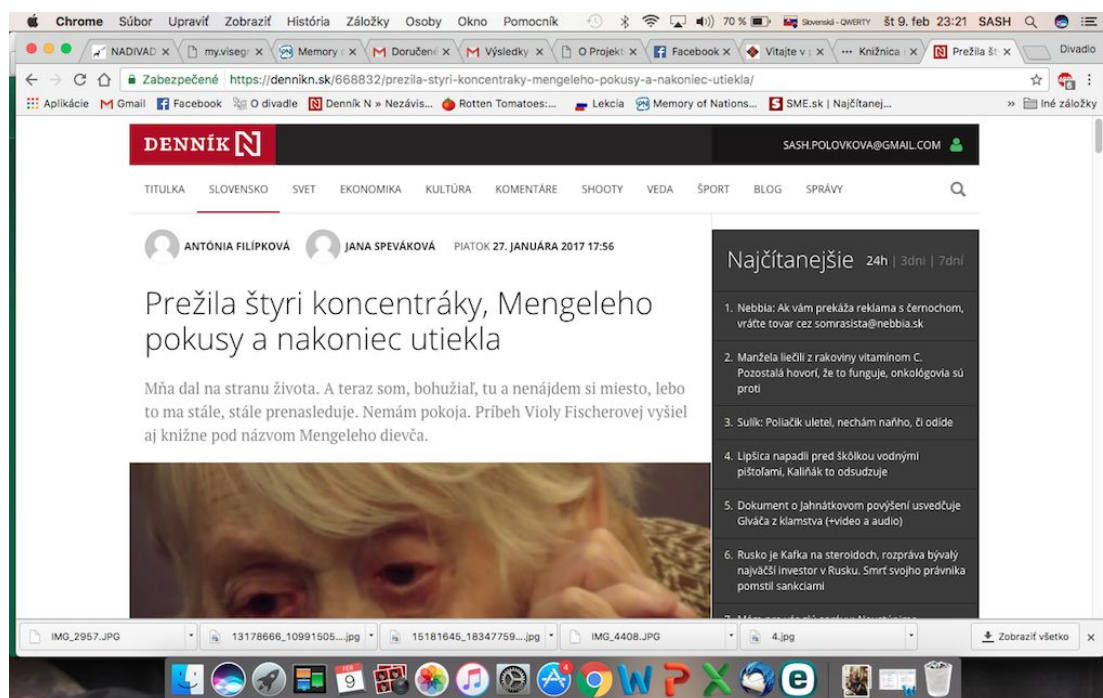 Chrome Súbor Upraviť Zobraziť História Záložky Osoby Okno Pomocník 70 % Slovenská - QWERTY št 9. feb 23:21 SASH
NADIVAD my.visegr Memory Doručené Výsledky O Projekt Facebook Vitajte v Knižnica Prežila št Divadlo
Zabezpečené https://dennikn.sk/668832/prezila-styri-koncentraky-mengeleho-pokusy-a-nakoniec-utiekla/
Aplikácie Gmail Facebook O divadle Denník N » Nezávis... Rotten Tomatoes:... Lekcia Memory of Nations... SME.sk | Najčítanej... » Iné záložky
DENNÍK N SASH.POLOVKOVA@GMAIL.COM
TITULKA SLOVENSKO SVET EKONOMIKA KULTÚRA KOMENTÁRE SHOOTY VEDA ŠPORT BLOG SPRÁVY
ANTÓNIA FILÍPKOVÁ JANA SPEVÁKOVÁ PIATOK 27. JANUÁRA 2017 17:56
Prežila štyri koncentráky, Mengeleho
pokusy a nakoniec utiekla
Mňa dal na stranu života. A teraz som, bohužiaľ, tu a nenájdem si miesto, lebo
to ma stále, stále prenasleduje. Nemám pokoja. Príbeh Violy Fischerovej vyšiel
aj knižne pod názvom Mengeleho dievča.
Najčítanejšie 24h | 3dni | 7dní
1. Nebbia: Ak vám prekáža reklama s černochom,
vráťte tovar cez somrasista@nebbia.sk
2. Manžela liečili z rakoviny vitamínom C.
Pozostalá hovorí, že to funguje, onkológovia sú
proti
3. Sulík: Poliačik uletel, nechám naňho, či odíde
4. Lipšica napadli pred škôlkou vodnými
pištoľami, Kaliňák to odsudzuje
5. Dokument o Jahnátkovom povýšení usvedčuje
Glváča z klamstva (+video a audio)
6. Rusko je Kafka na steroidoch, rozpráva bývalý
najväčší investor v Rusku. Smrť svojho právnika
pomstil sankciami
IMG_2957.JPG 13178666_10991505....jpg 15181645_18347759....jpg IMG_4408.JPG 4.jpg Zobraziť všetko
FEB
9
4